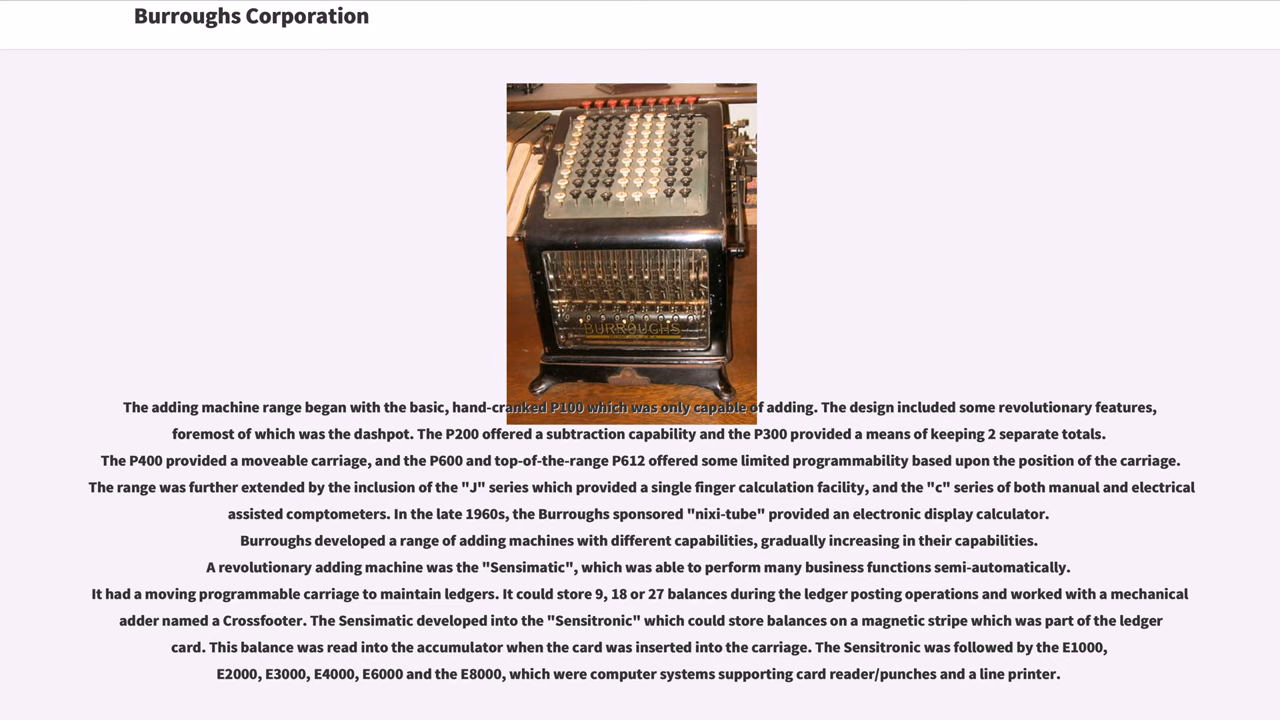 Burroughs Corporation
BURROUGHS
The adding machine range began with the basic, hand-cranked P100 which was only capable of adding. The design included some revolutionary features,
foremost of which was the dashpot. The P200 offered a subtraction capability and the P300 provided a means of keeping 2 separate totals.
The P400 provided a moveable carriage, and the P600 and top-of-the-range P612 offered some limited programmability based upon the position of the carriage.
The range was further extended by the inclusion of the "J" series which provided a single finger calculation facility, and the "c" series of both manual and electrical
assisted comptometers. In the late 1960s, the Burroughs sponsored "nixi-tube" provided an electronic display calculator.
Burroughs developed a range of adding machines with different capabilities, gradually increasing in their capabilities.
A revolutionary adding machine was the "Sensimatic", which was able to perform many business functions semi-automatically.
It had a moving programmable carriage to maintain ledgers. It could store 9, 18 or 27 balances during the ledger posting operations and worked with a mechanical
adder named a Crossfooter. The Sensimatic developed into the "Sensitronic" which could store balances on a magnetic stripe which was part of the ledger
card. This balance was read into the accumulator when the card was inserted into the carriage. The Sensitronic was followed by the E1000,
E2000, E3000, E4000, E6000 and the E8000, which were computer systems supporting card reader/punches and a line printer.